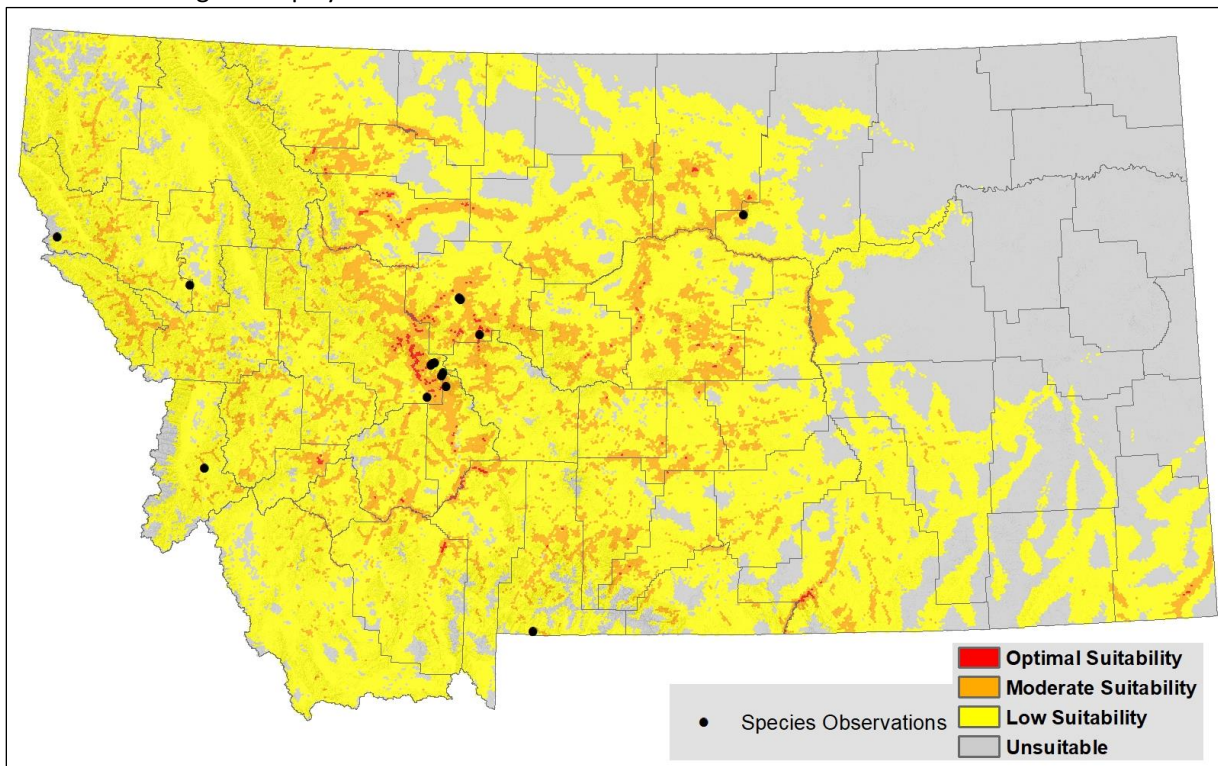 Optimal Suitability
Moderate Suitability
Species Observations
Low Suitability
Unsuitable